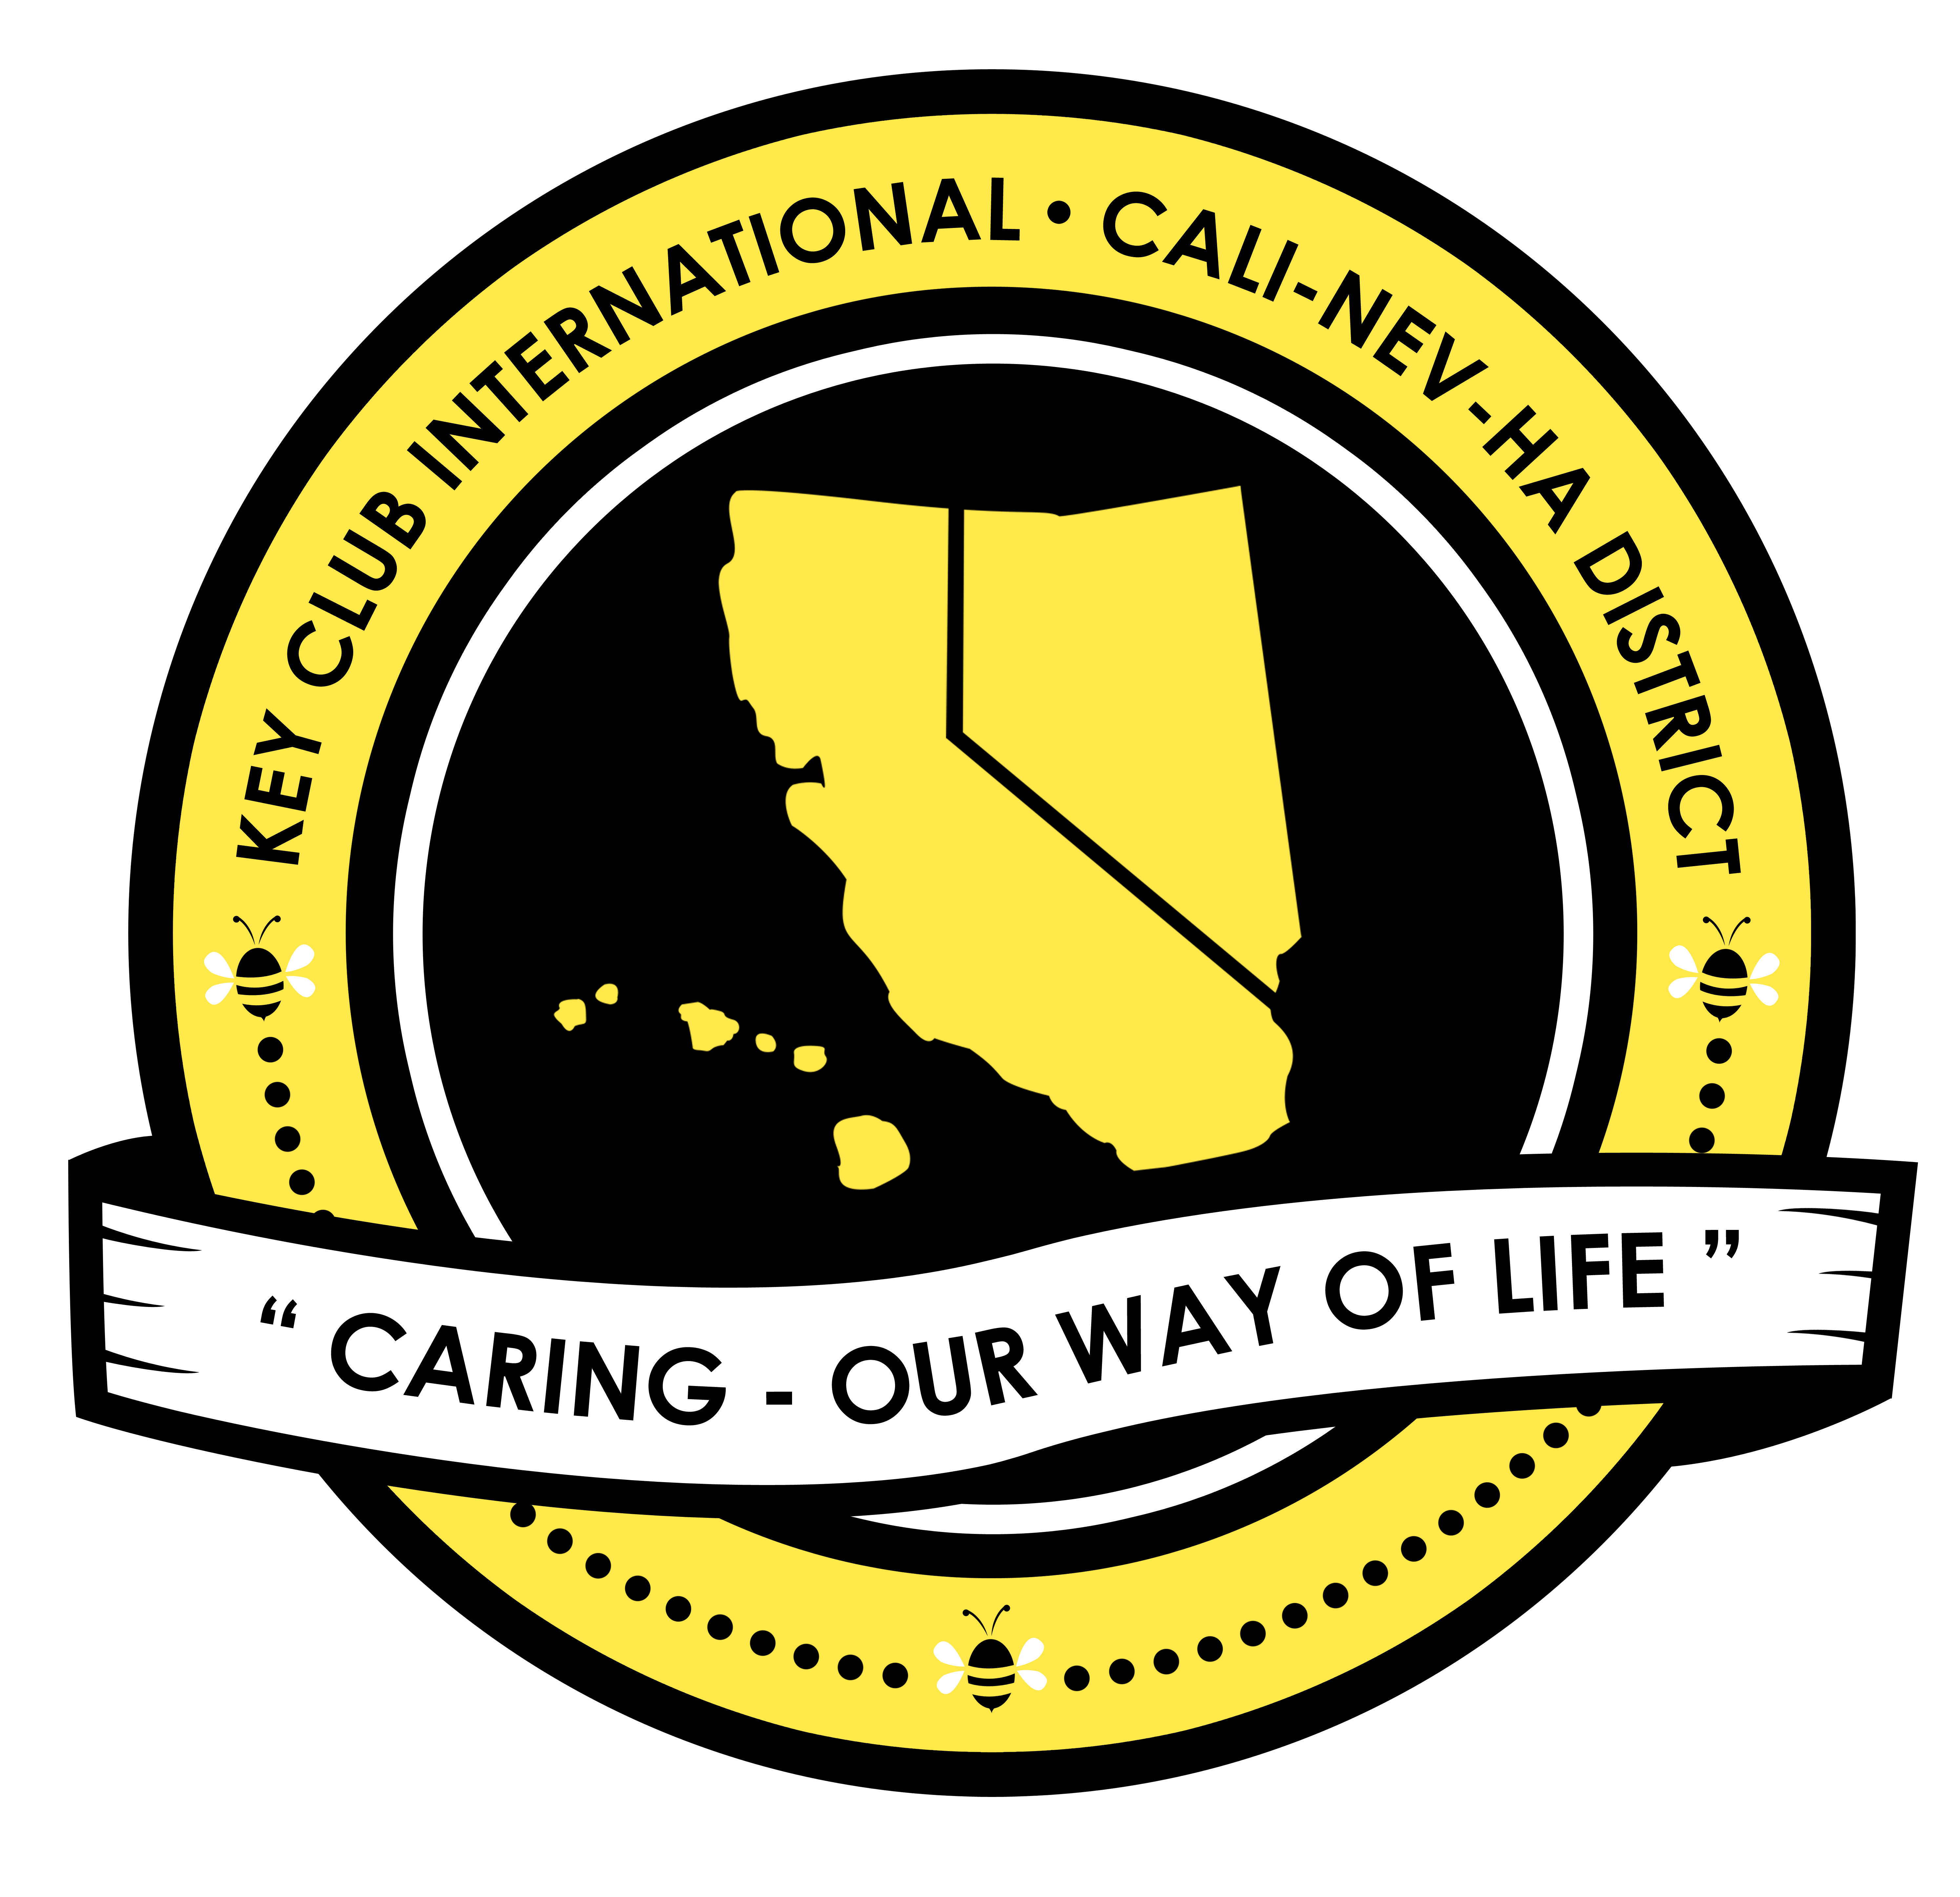 KEY CLUB INTERNATIONAL • CALI-NEV-HA DISTRICT
“ CARING - OUR WAY OF LIFE ”